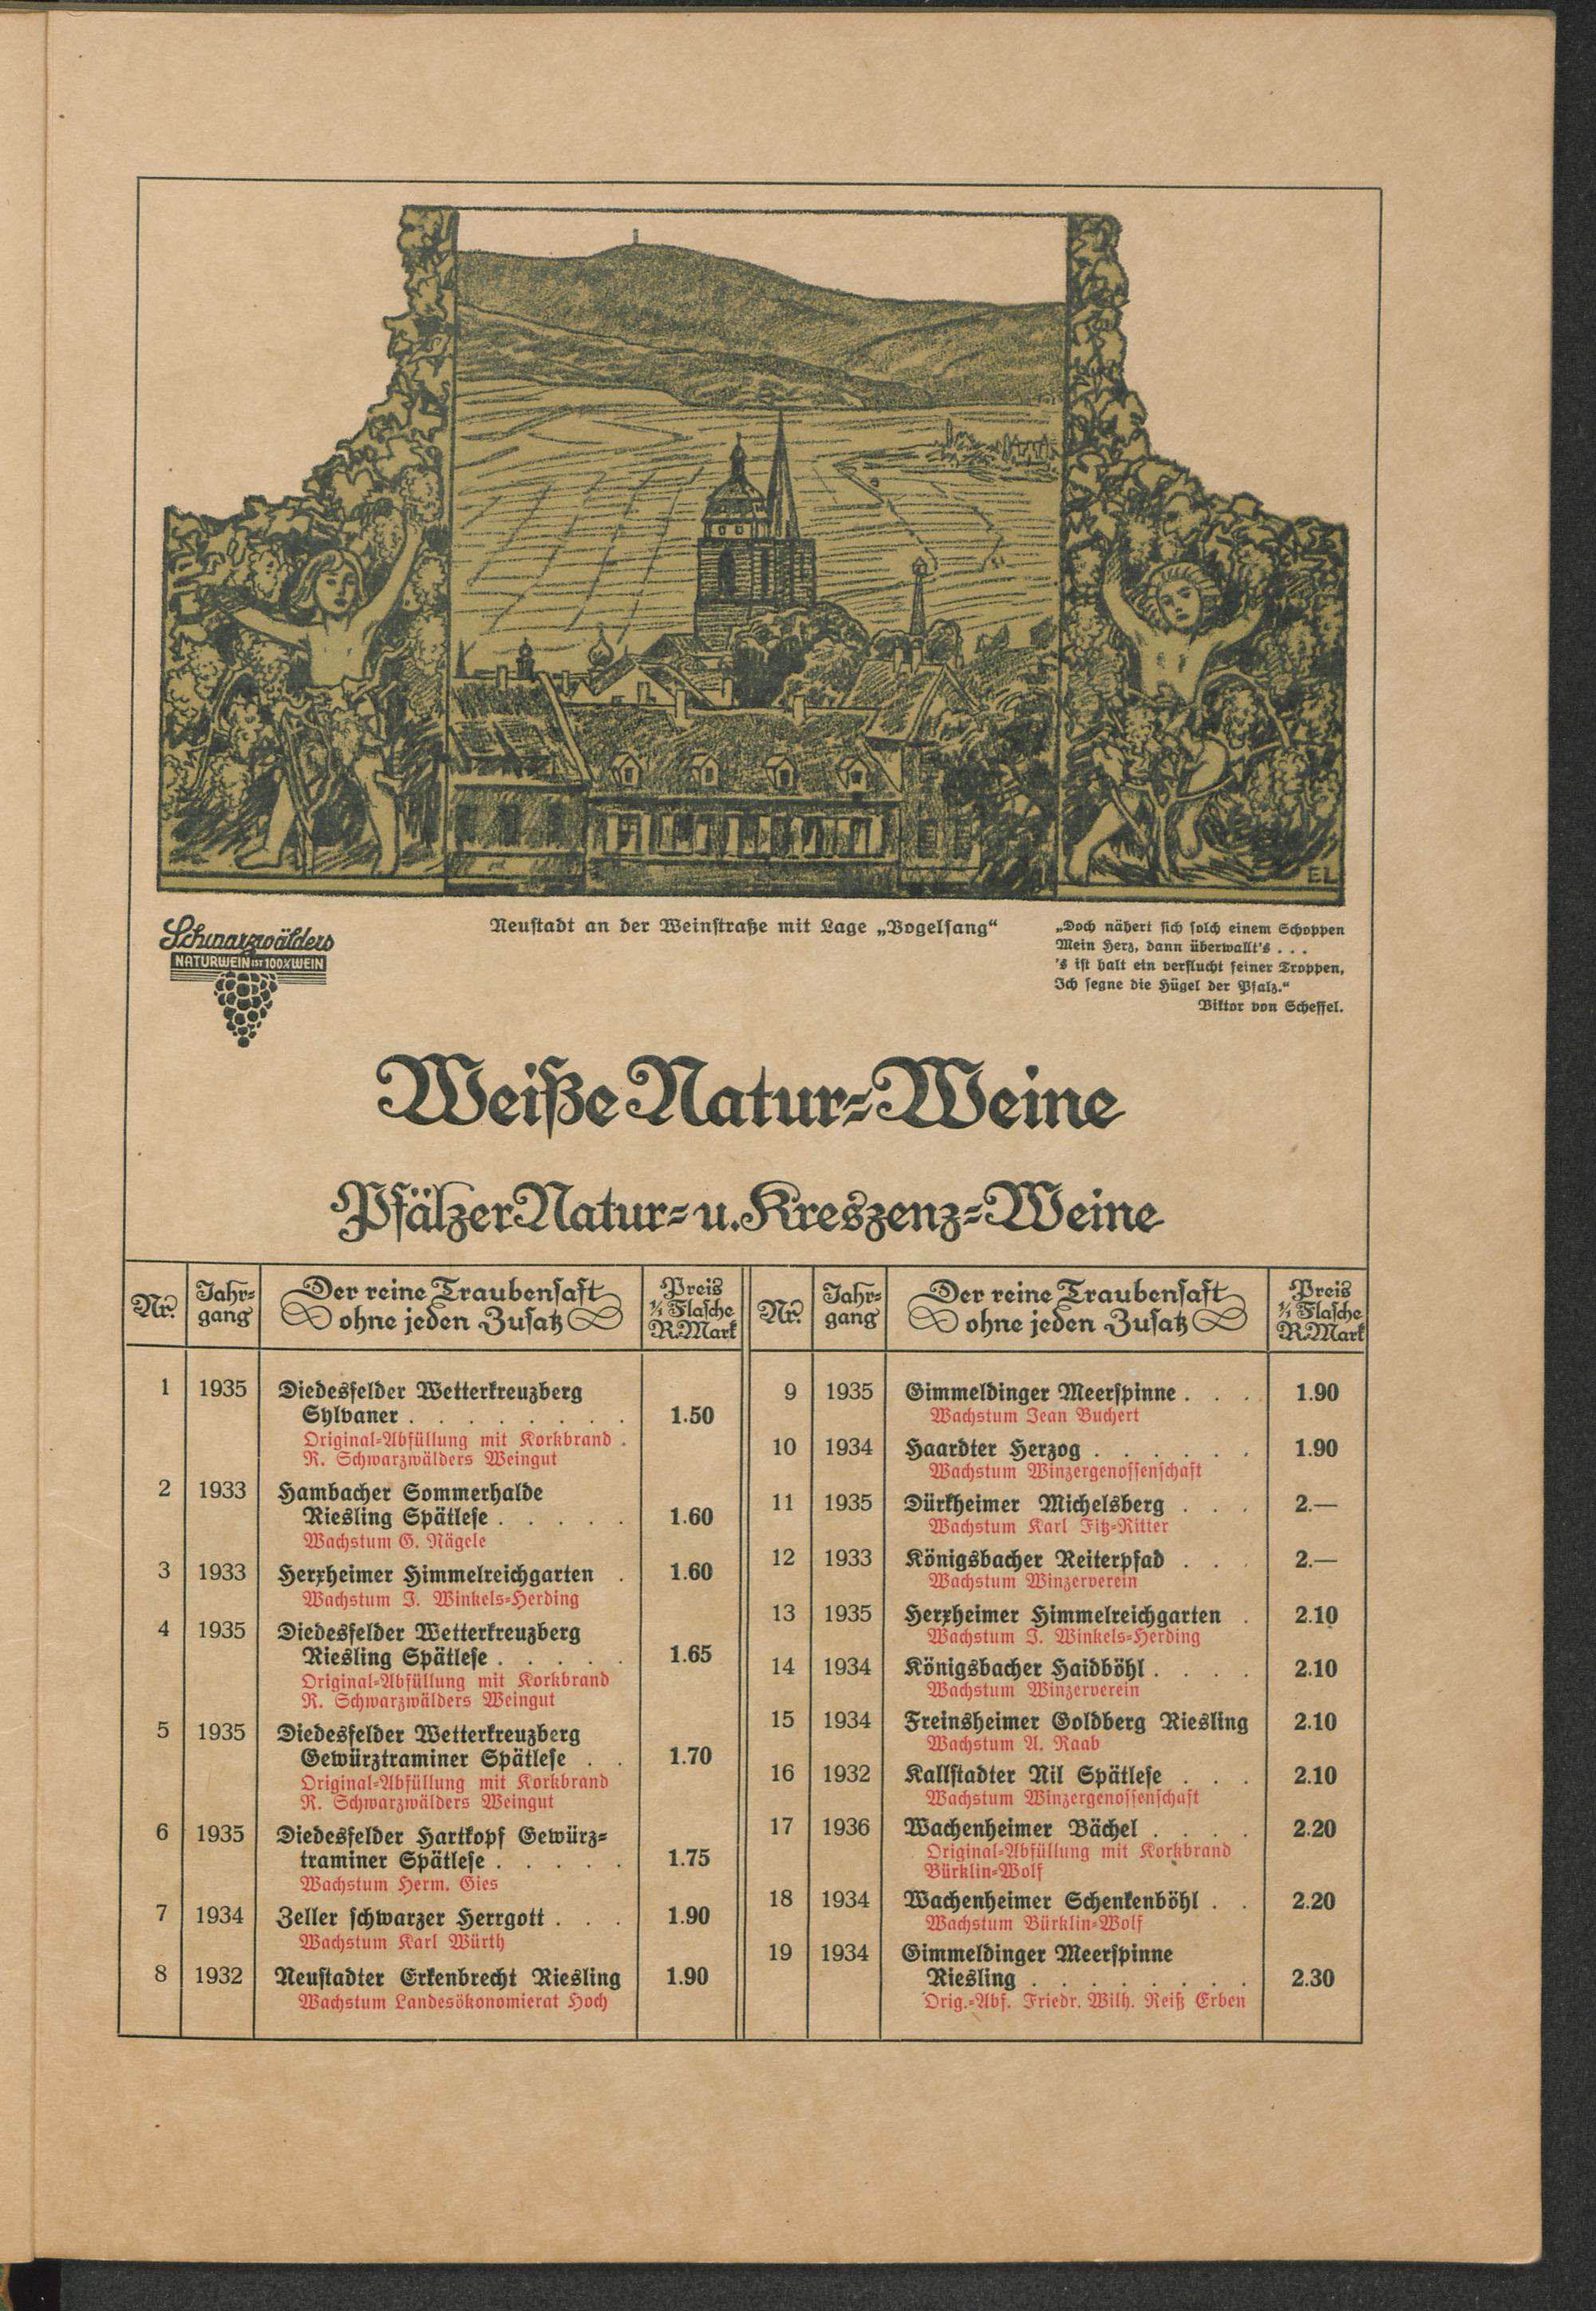 EL
Neustadt an der Weinstraße mit Lage „Vogelsang“
Schwarzwälders
NATURWEIN IST 100% WEIN
„Doch nähert sich solch einem Schoppen
Mein Herz, dann überwallt's . . .
's ist halt ein verflucht feiner Troppen,
Ich segne die Hügel der Pfalz.“
Viktor von Scheffel.
Weiße Natur-Weine
Pfälzer Natur- u. Kreszenz-Weine
Nr.
Jahr-
gang
Der reine Traubensaft
ohne jeden Zusatz
Preis
1/1 Flasche
R.Mark
1 1935 Diedesfelder Wetterkreuzberg
Sylvaner . . . . . . . . 1.50
Original-Abfüllung mit Korkbrand .
R. Schwarzwälders Weingut
2 1933 Hambacher Sommerhalde
Riesling Spätlese . . . . . 1.60
Wachstum G. Nägele
3 1933 Herxheimer Himmelreichgarten . 1.60
Wachstum J. Winkels-Herding
4 1935 Diedesfelder Wetterkreuzberg
Riesling Spätlese . . . . . 1.65
Original-Abfüllung mit Korkbrand
R. Schwarzwälders Weingut
5 1935 Diedesfelder Wetterkreuzberg
Gewürztraminer Spätlese . . 1.70
Original-Abfüllung mit Korkbrand
R. Schwarzwälders Weingut
6 1935 Diedesfelder Hartkopf Gewürz-
traminer Spätlese . . . . . 1.75
Wachstum Herm. Gies
7 1934 Zeller schwarzer Herrgott . . . 1.90
Wachstum Karl Würth
8 1932 Neustadter Erkenbrecht Riesling 1.90
Wachstum Landesökonomierat Hoch
Nr.
Jahr-
gang
Der reine Traubensaft
ohne jeden Zusatz
Preis
1/1 Flasche
R.Mark
9 1935 Gimmeldinger Meerspinne . . . 1.90
Wachstum Jean Buchert
10 1934 Haardter Herzog . . . . . . 1.90
Wachstum Winzergenossenschaft
11 1935 Dürkheimer Michelsberg . . . 2.—
Wachstum Karl Fitz-Ritter
12 1933 Königsbacher Reiterpfad . . . 2.—
Wachstum Winzerverein
13 1935 Herxheimer Himmelreichgarten . 2.10
Wachstum J. Winkels-Herding
14 1934 Königsbacher Haidböhl . . . . 2.10
Wachstum Winzerverein
15 1934 Freinsheimer Goldberg Riesling 2.10
Wachstum A. Raab
16 1932 Kallstadter Nil Spätlese . . . 2.10
Wachstum Winzergenossenschaft
17 1936 Wachenheimer Bächel . . . . 2.20
Original-Abfüllung mit Korkbrand
Bürklin-Wolf
18 1934 Wachenheimer Schenkenböhl . . 2.20
Wachstum Bürklin-Wolf
19 1934 Gimmeldinger Meerspinne
Riesling . . . . . . . . 2.30
Orig.-Abf. Friedr. Wilh. Reiß Erben